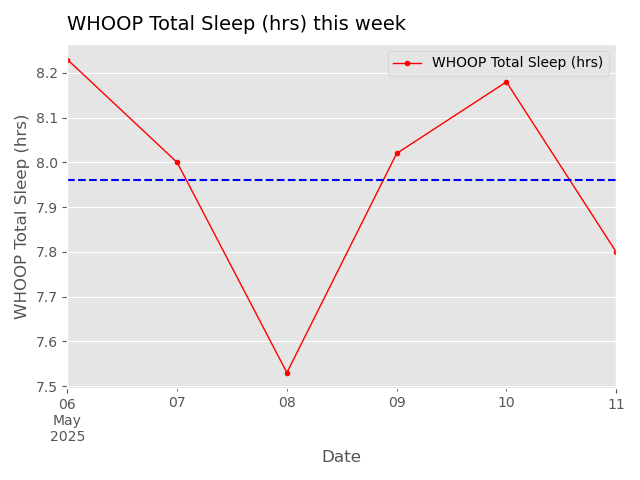 WHOOP Total Sleep (hrs) this week
WHOOP Total Sleep (hrs)
8.2
8.1
8.0
7.9
7.8
7.7
7.6
7.5
WHOOP Total Sleep (hrs)
06 07 08 09 10 11
May
2025
Date